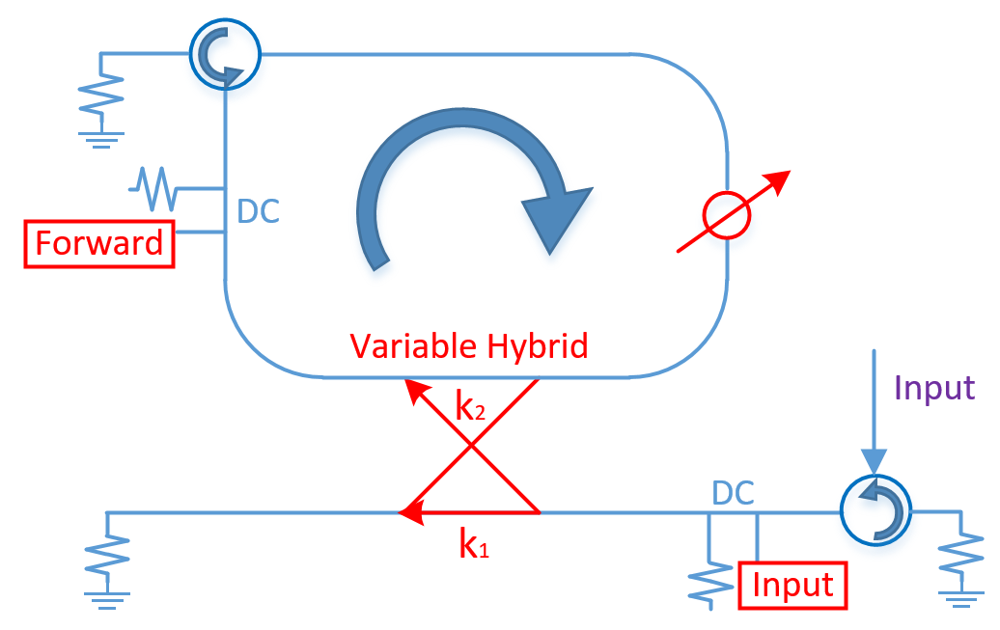 DC
Forward
Variable Hybrid
k₂
Input
DC
k₁
Input